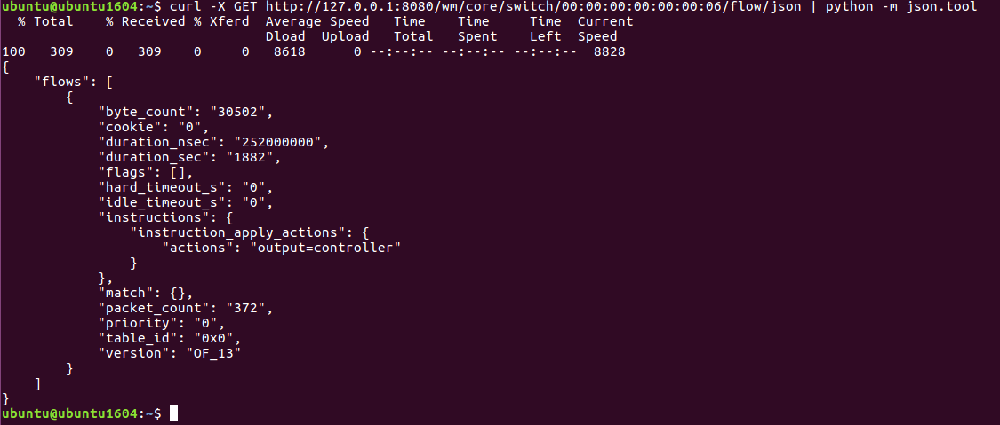 ubuntu@ubuntu1604:~$ curl -X GET http://127.0.0.1:8080/wm/core/switch/00:00:00:00:00:00:00:06/flow/json | python -m json.tool
  % Total    % Received % Xferd  Average Speed   Time    Time     Time  Current
                                 Dload  Upload   Total   Spent    Left  Speed
100   309    0   309    0     0   8618      0 --:--:-- --:--:-- --:--:--  8828
{
    "flows": [
        {
            "byte_count": "30502",
            "cookie": "0",
            "duration_nsec": "252000000",
            "duration_sec": "1882",
            "flags": [],
            "hard_timeout_s": "0",
            "idle_timeout_s": "0",
            "instructions": {
                "instruction_apply_actions": {
                    "actions": "output=controller"
                }
            },
            "match": {},
            "packet_count": "372",
            "priority": "0",
            "table_id": "0x0",
            "version": "OF_13"
        }
    ]
}
ubuntu@ubuntu1604:~$